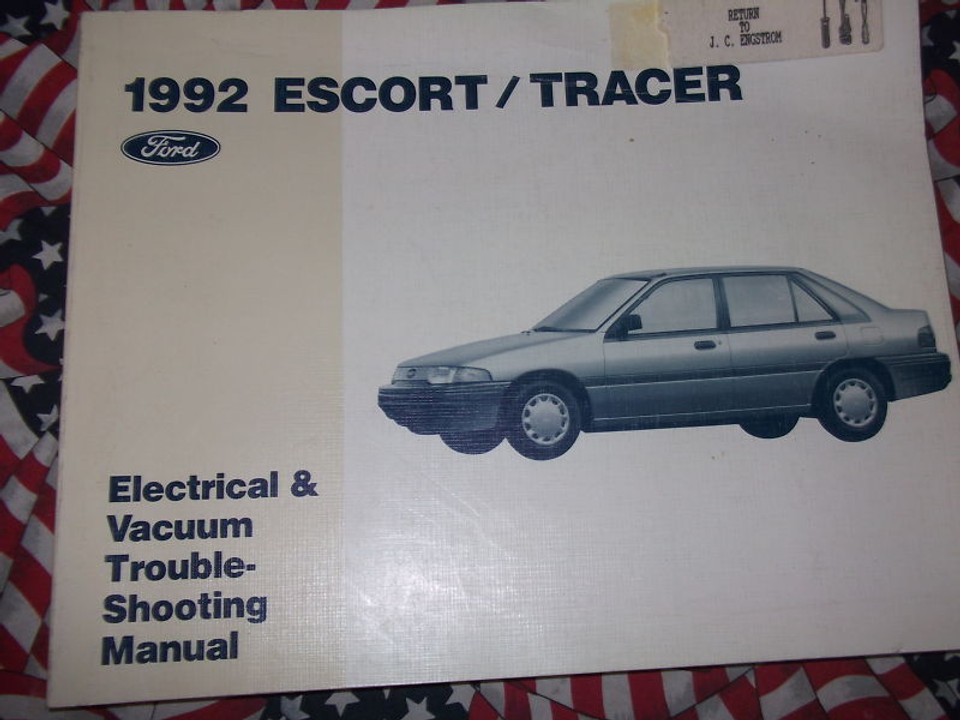 RETURN
TO
J. C. ENGSTROM
1992 ESCORT / TRACER
Ford
Electrical &
Vacuum
Trouble-
Shooting
Manual